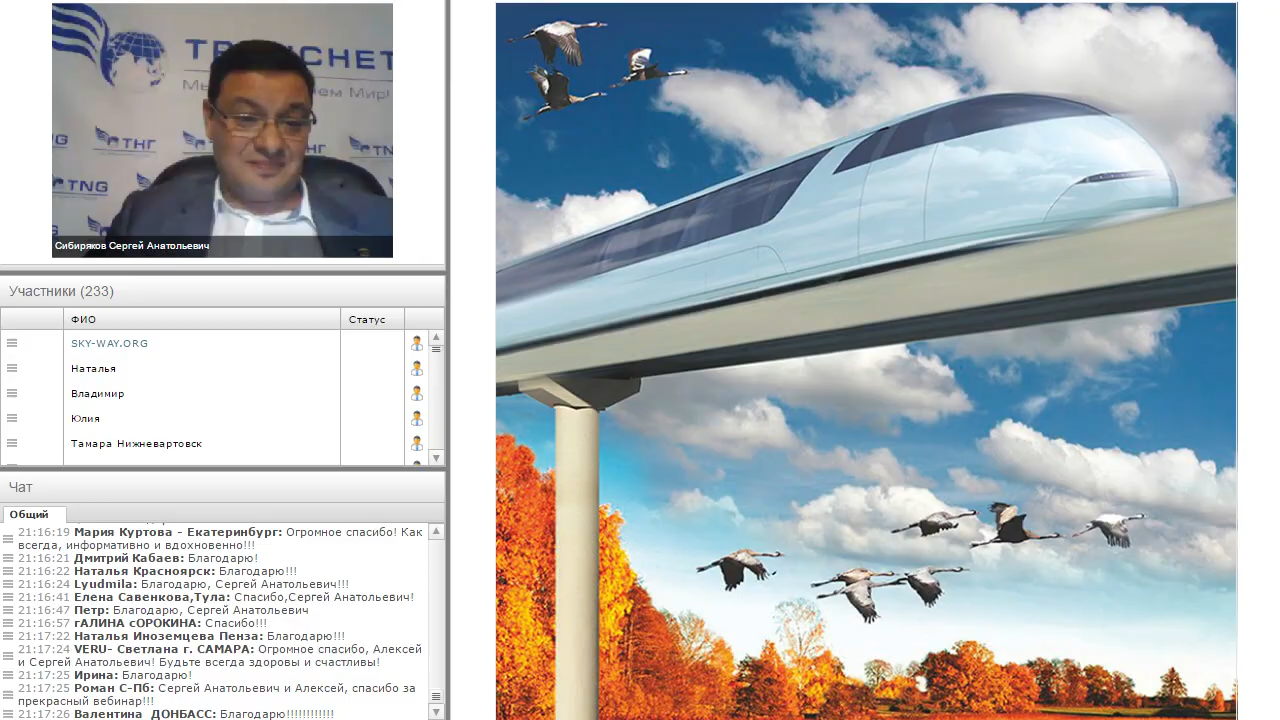 ТРАНСНЕТ
ТНГ
TNG
Сибиряков Сергей Анатольевич
Участники (233)
ФИО Статус
SKY-WAY.ORG
Наталья
Владимир
Юлия
Тамара Нижневартовск
Чат
Общий
21:16:19 Мария Куртова - Екатеринбург: Огромное спасибо! Как
всегда, информативно и вдохновенно!!!
21:16:21 Дмитрий Кабаев: Благодарю!
21:16:22 Наталья Красноярск: Благодарю!!!
21:16:24 Lyudmila: Благодарю, Сергей Анатольевич!!!
21:16:41 Елена Савенкова,Тула: Спасибо,Сергей Анатольевич!
21:16:47 Петр: Благодарю, Сергей Анатольевич
21:16:57 гАЛИНА сОРОКИНА: Спасибо!!!
21:17:22 Наталья Иноземцева Пенза: Благодарю!!!
21:17:24 VERU- Светлана г. САМАРА: Огромное спасибо, Алексей
и Сергей Анатольевич! Будьте всегда здоровы и счастливы!
21:17:25 Ирина: Благодарю!
21:17:25 Роман С-Пб: Сергей Анатольевич и Алексей, спасибо за
прекрасный вебинар!!!
21:17:26 Валентина ДОНБАСС: Благодарю!!!!!!!!!!!!